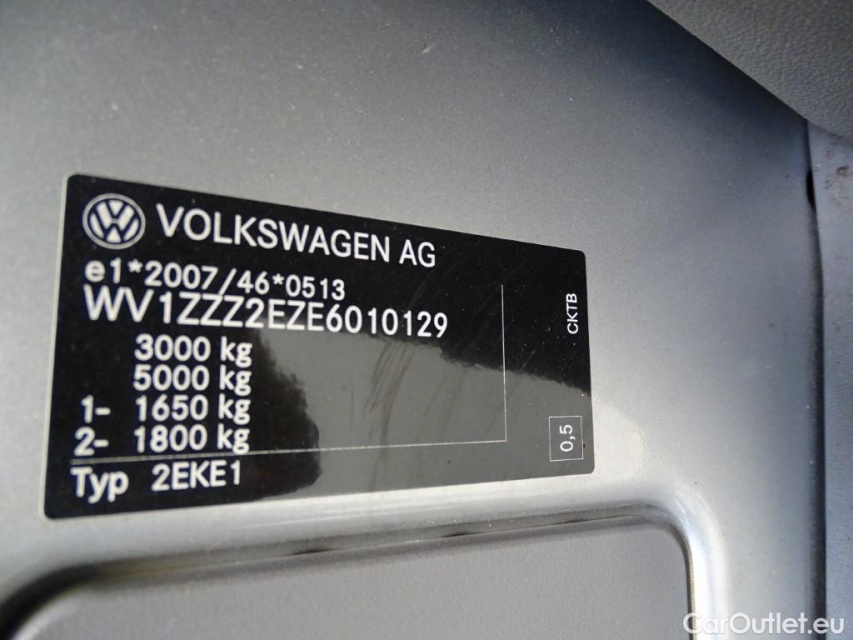 VOLKSWAGEN AG
e1*2007/46*0513
WV1ZZZ2EZE6010129
3000 kg
5000 kg
1- 1650 kg
2- 1800 kg
Typ 2EKE1
CKTB
0,5
CarOutlet.eu